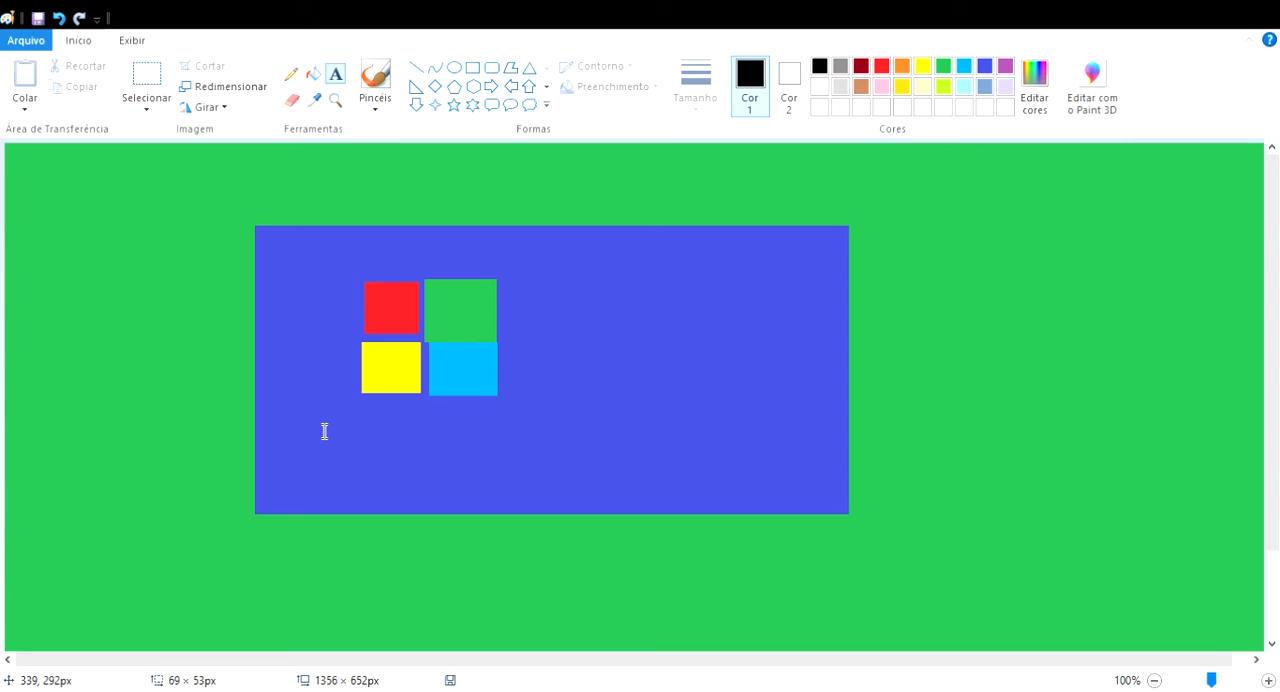 Arquivo Início Exibir
Colar
Recortar
Copiar
Área de Transferência
Selecionar
Cortar
Redimensionar
Girar
Imagem
A
Ferramentas
Pincéis
Contorno
Preenchimento
Formas
Tamanho
Cor
1
Cor
2
Editar
cores
Cores
Editar com
o Paint 3D
?
339, 292px
69 × 53px
1356 × 652px
100%